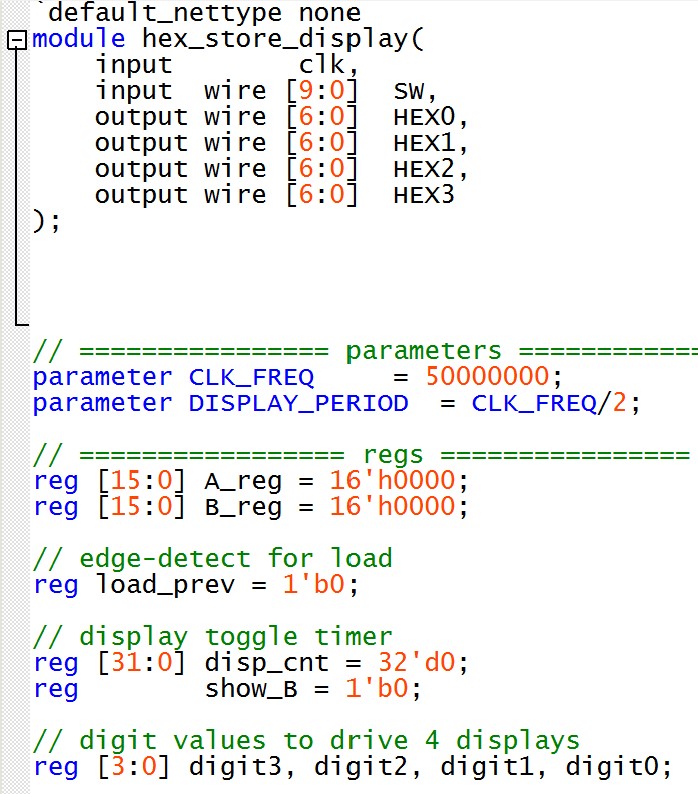 `default_nettype none
module hex_store_display(
    input        clk,
    input  wire [9:0]  SW,
    output wire [6:0]  HEX0,
    output wire [6:0]  HEX1,
    output wire [6:0]  HEX2,
    output wire [6:0]  HEX3
);
// ================ parameters ============
parameter CLK_FREQ     = 50000000;
parameter DISPLAY_PERIOD  = CLK_FREQ/2;
// ================= regs ================
reg [15:0] A_reg = 16'h0000;
reg [15:0] B_reg = 16'h0000;
// edge-detect for load
reg load_prev = 1'b0;
// display toggle timer
reg [31:0] disp_cnt = 32'd0;
reg        show_B = 1'b0;
// digit values to drive 4 displays
reg [3:0] digit3, digit2, digit1, digit0;